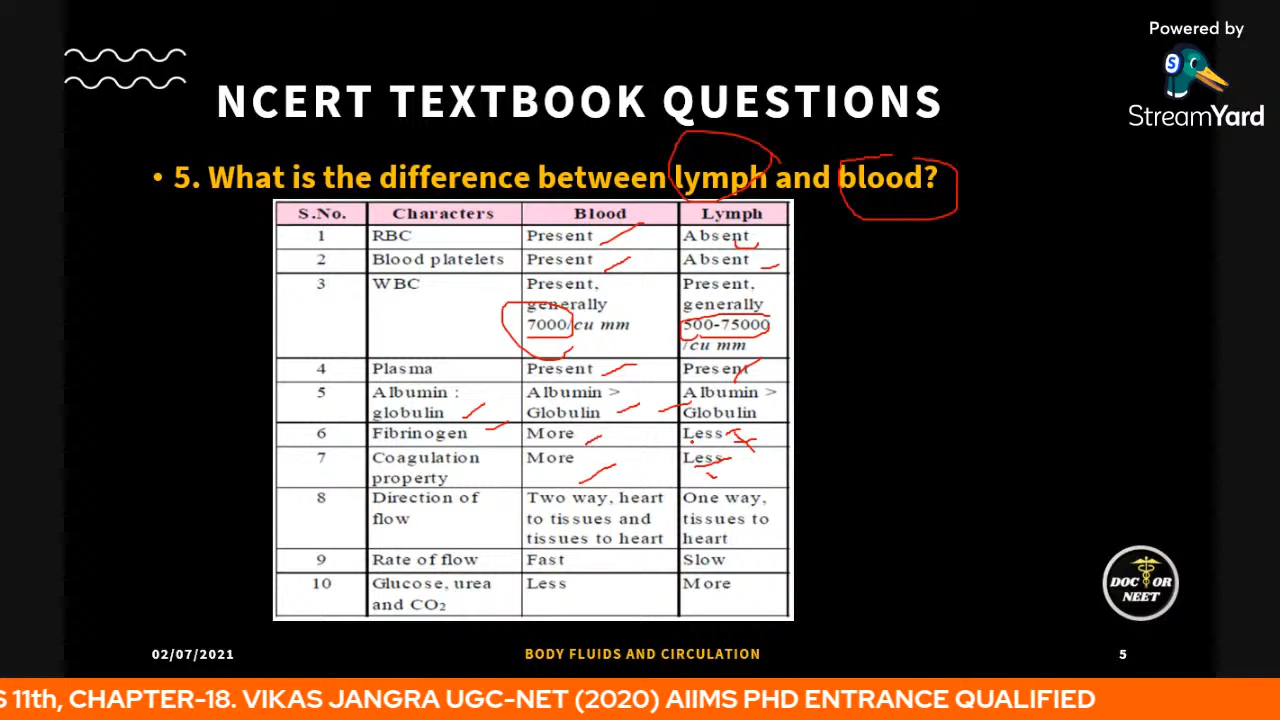 Powered by
S
StreamYard
NCERT TEXTBOOK QUESTIONS
• 5. What is the difference between lymph and blood?
S.No. Characters Blood Lymph
1 RBC Present Absent
2 Blood platelets Present Absent
3 WBC Present, Present,
generally generally
7000/cu mm 500-75000
/cu mm
4 Plasma Present Present
5 Albumin : Albumin > Albumin >
globulin Globulin Globulin
6 Fibrinogen More Less
7 Coagulation More Less
property
8 Direction of Two way, heart One way,
flow to tissues and tissues to
tissues to heart heart
9 Rate of flow Fast Slow
10 Glucose, urea Less More
and CO2
DOCTOR
NEET
02/07/2021 BODY FLUIDS AND CIRCULATION 5
S 11th, CHAPTER-18. VIKAS JANGRA UGC-NET (2020) AIIMS PHD ENTRANCE QUALIFIED